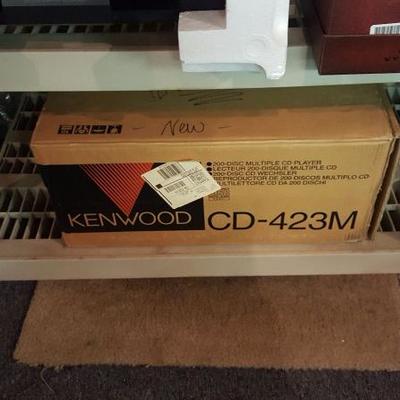 - New -
200-DISC MULTIPLE CD PLAYER
LECTEUR 200-DISQUE MULTIPLE CD
200-DISC CD WECHSLER
REPRODUCTOR DE 200 DISCOS MULTIPLO CD
MULTILETTORE CD DA 200 DISCHI
KENWOOD CD-423M